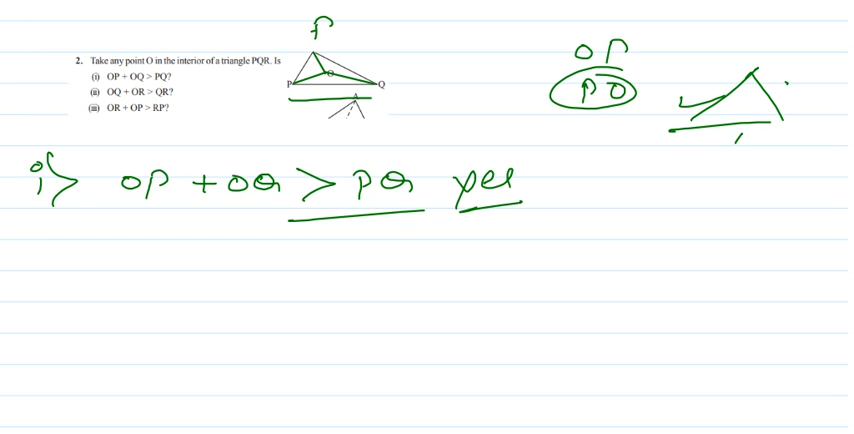 2. Take any point O in the interior of a triangle PQR. Is
(i) OP + OQ > PQ?
(ii) OQ + OR > QR?
(iii) OR + OP > RP?
P
O
Q
A
OP
PO
i> OP + OQ > PQ yes